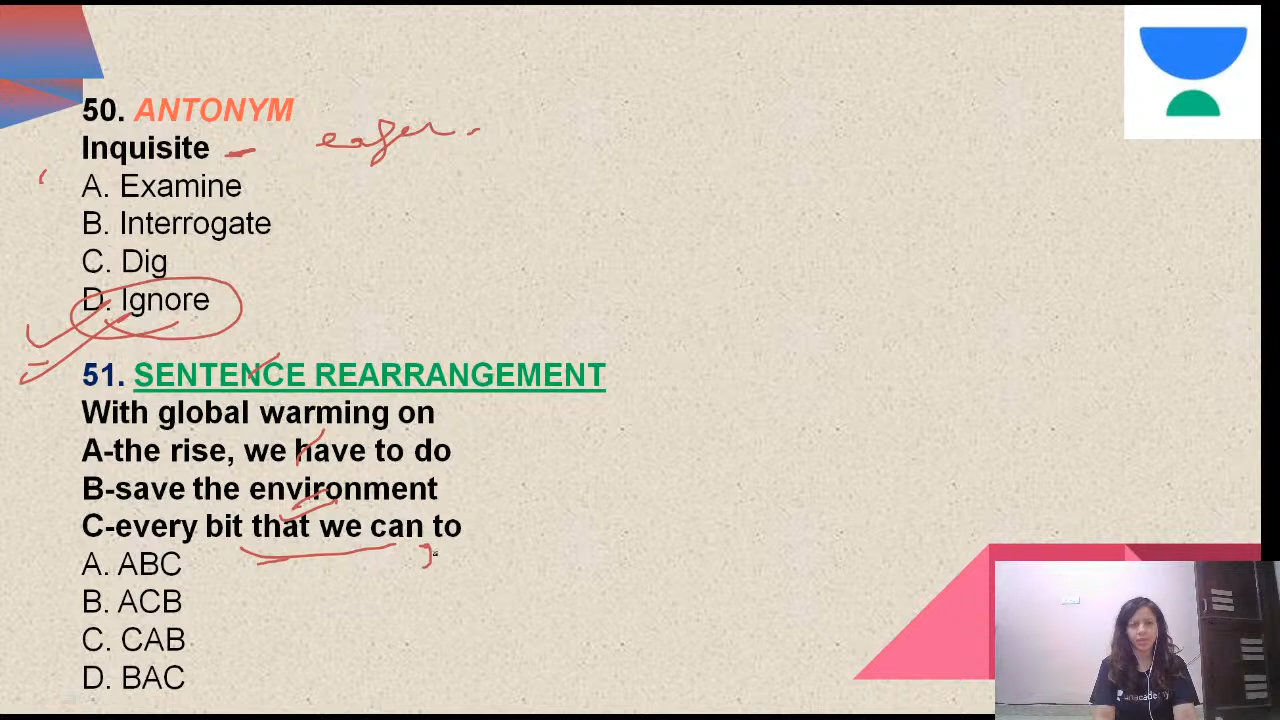 50. ANTONYM
Inquisite - eager.
A. Examine
B. Interrogate
C. Dig
D. Ignore
51. SENTENCE REARRANGEMENT
With global warming on
A-the rise, we have to do
B-save the environment
C-every bit that we can to
A. ABC
B. ACB
C. CAB
D. BAC